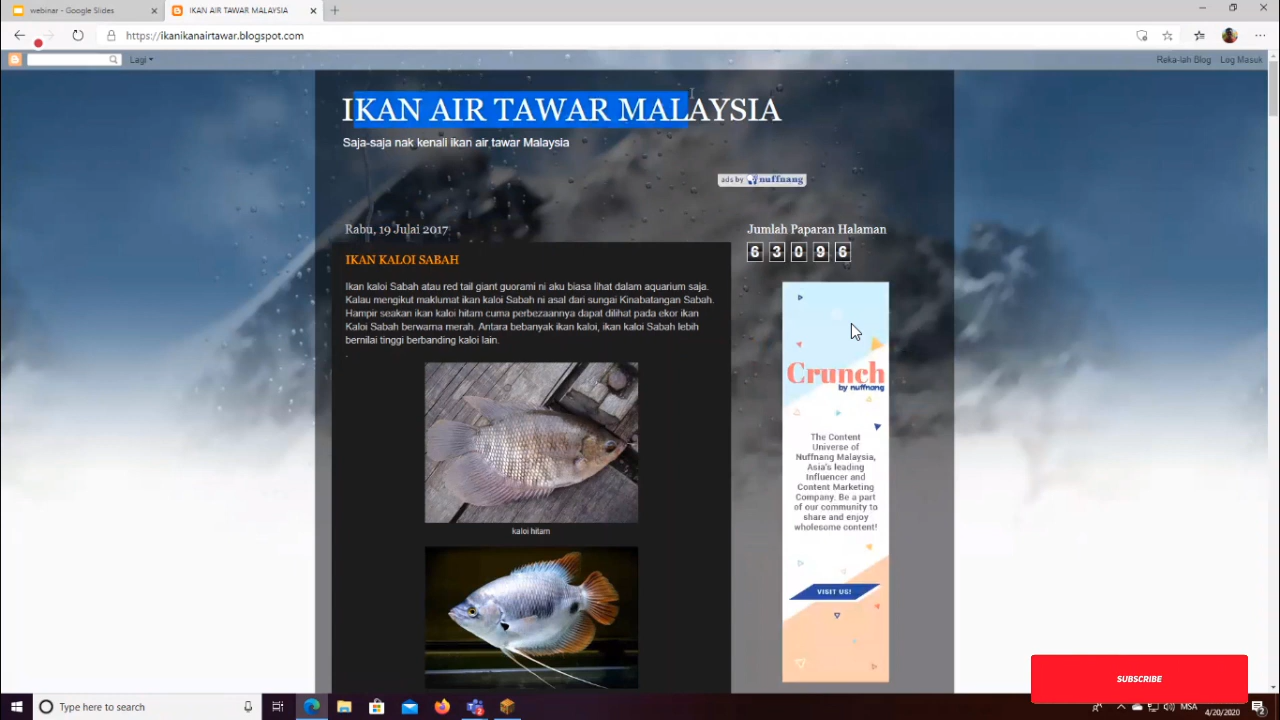 webinar - Google Slides
IKAN AIR TAWAR MALAYSIA
https://ikanikanairtawar.blogspot.com
Lagi
Reka-lah Blog
Log Masuk
IKAN AIR TAWAR MALAYSIA
Saja-saja nak kenali ikan air tawar Malaysia
ads by nuffnang
Rabu, 19 Julai 2017
IKAN KALOI SABAH
Ikan kaloi Sabah atau red tail giant guorami ni aku biasa lihat dalam aquarium saja.
Kalau mengikut maklumat ikan kaloi Sabah ni asal dari sungai Kinabatangan Sabah.
Hampir seakan ikan kaloi hitam cuma perbezaannya dapat dilihat pada ekor ikan
Kaloi Sabah berwarna merah. Antara bebanyak ikan kaloi, ikan kaloi Sabah lebih
bernilai tinggi berbanding kaloi lain.
.
kaloi hitam
Jumlah Paparan Halaman
6 3 0 9 6
Crunch
by nuffnang
The Content
Universe of
Nuffnang Malaysia,
Asia's leading
Influencer and
Content Marketing
Company. Be a part
of our community to
share and enjoy
wholesome content!
VISIT US!
SUBSCRIBE
Type here to search
MSA
4/20/2020
2